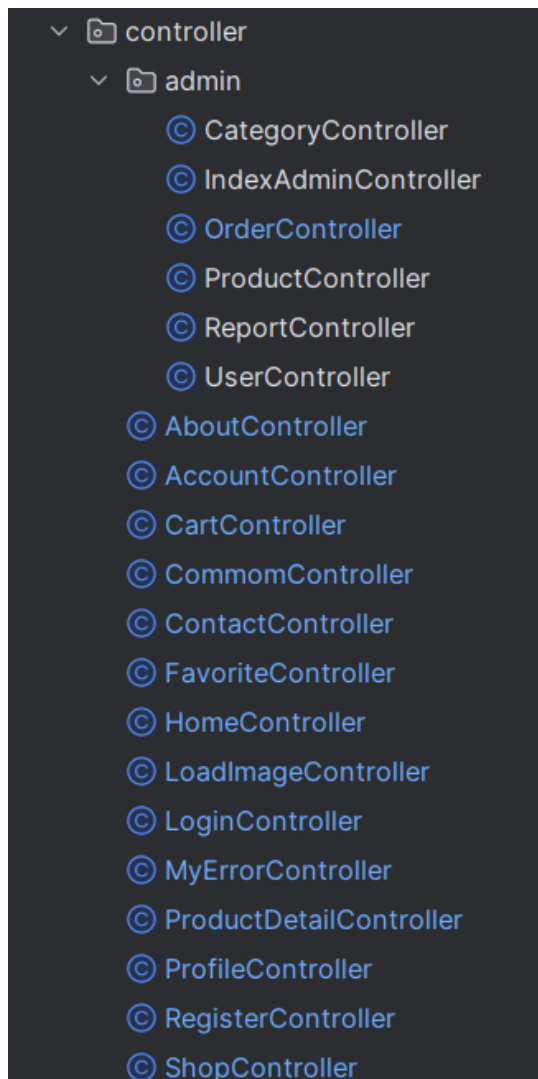 controller
admin
CategoryController
IndexAdminController
OrderController
ProductController
ReportController
UserController
AboutController
AccountController
CartController
CommomController
ContactController
FavoriteController
HomeController
LoadImageController
LoginController
MyErrorController
ProductDetailController
ProfileController
RegisterController
ShopController